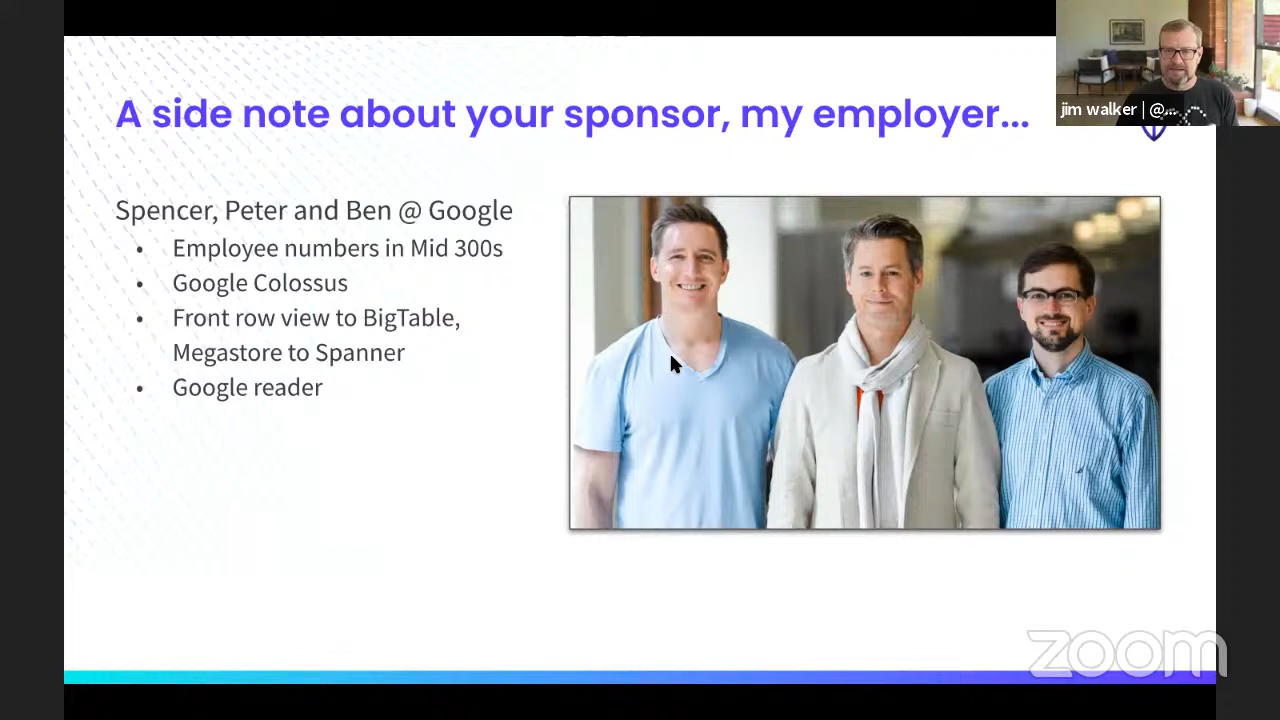 A side note about your sponsor, my employer...
jim walker | @...
Spencer, Peter and Ben @ Google
• Employee numbers in Mid 300s
• Google Colossus
• Front row view to BigTable,
Megastore to Spanner
• Google reader
zoom